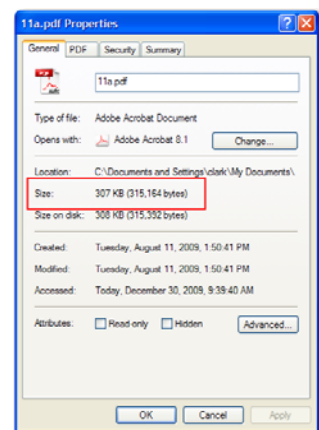 11a.pdf Properties
General PDF Security Summary
11a.pdf
Type of file: Adobe Acrobat Document
Opens with: Adobe Acrobat 8.1 Change...
Location: C:\Documents and Settings\clark\My Documents\
Size: 307 KB (315,164 bytes)
Size on disk: 308 KB (315,392 bytes)
Created: Tuesday, August 11, 2009, 1:50:41 PM
Modified: Tuesday, August 11, 2009, 1:50:41 PM
Accessed: Today, December 30, 2009, 9:39:40 AM
Attributes: Read-only Hidden Advanced...
OK Cancel Apply